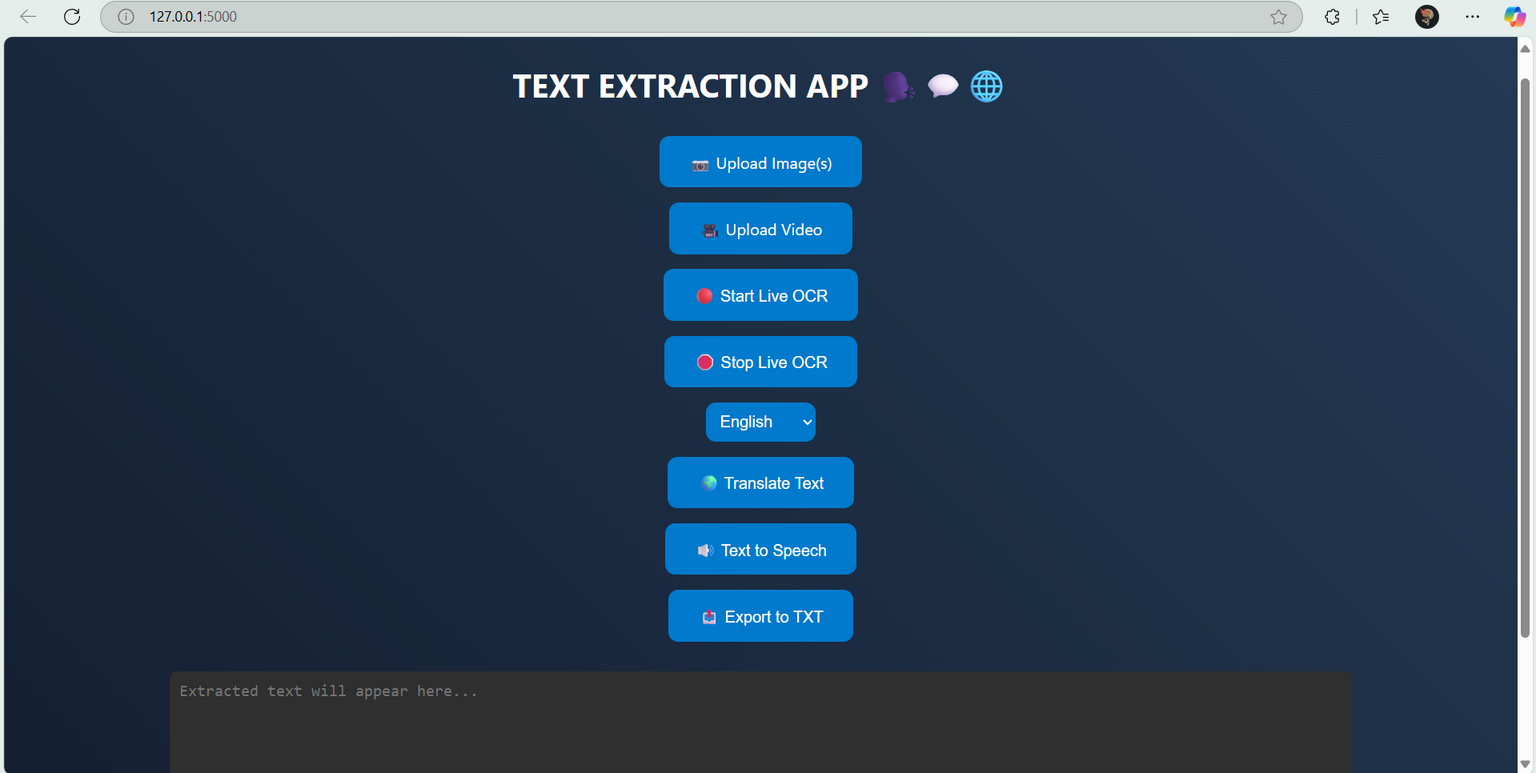 127.0.0.1:5000
TEXT EXTRACTION APP 🗣️ 💬 🌐
📷 Upload Image(s)
🎥 Upload Video
🔴 Start Live OCR
🛑 Stop Live OCR
English
🌍 Translate Text
🔊 Text to Speech
📤 Export to TXT
Extracted text will appear here...